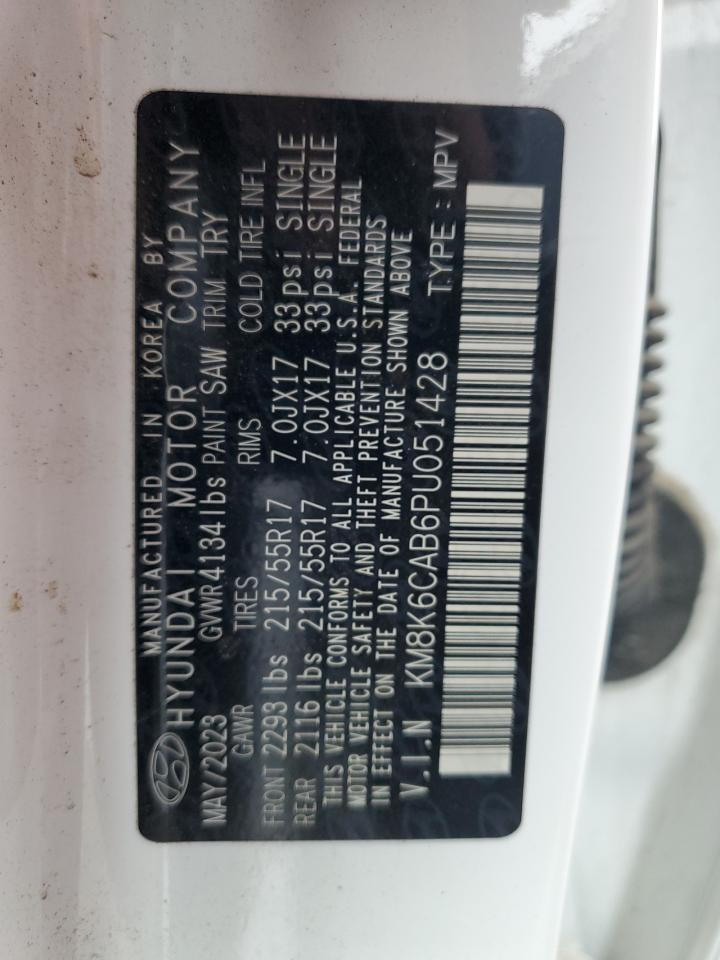 MANUFACTURED IN KOREA BY
HYUNDAI MOTOR COMPANY
MAY/2023 GVWR4134lbs PAINT SAW TRIM TRY
GAWR TIRES RIMS COLD TIRE INFL
FRONT 2293 lbs 215/55R17 7.0JX17 33psi SINGLE
REAR 2116 lbs 215/55R17 7.0JX17 33psi SINGLE
THIS VEHICLE CONFORMS TO ALL APPLICABLE U.S.A. FEDERAL
MOTOR VEHICLE SAFETY AND THEFT PREVENTION STANDARDS
IN EFFECT ON THE DATE OF MANUFACTURE SHOWN ABOVE
V.I.N KM8K6CAB6PU051428 TYPE : MPV